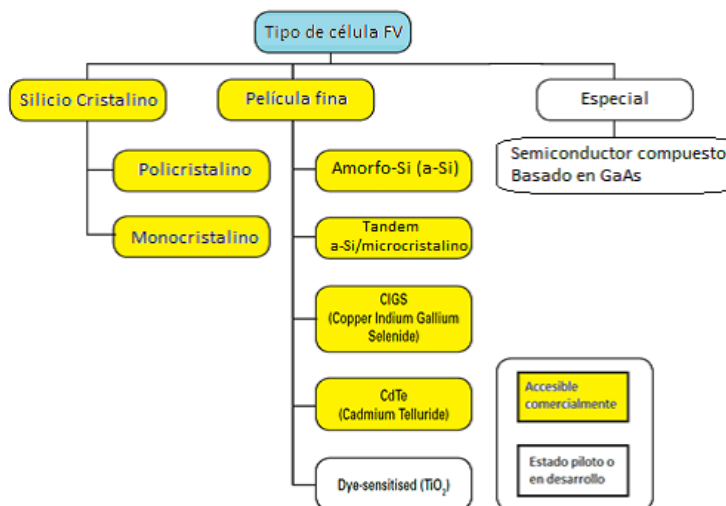 Tipo de célula FV
Silicio Cristalino
Película fina
Especial
Policristalino
Monocristalino
Amorfo-Si (a-Si)
Tandem
a-Si/microcristalino
CIGS
(Copper Indium Gallium
Selenide)
CdTe
(Cadmium Telluride)
Dye-sensitised (TiO₂)
Semiconductor compuesto
Basado en GaAs
Accesible
comercialmente
Estado piloto o
en desarrollo